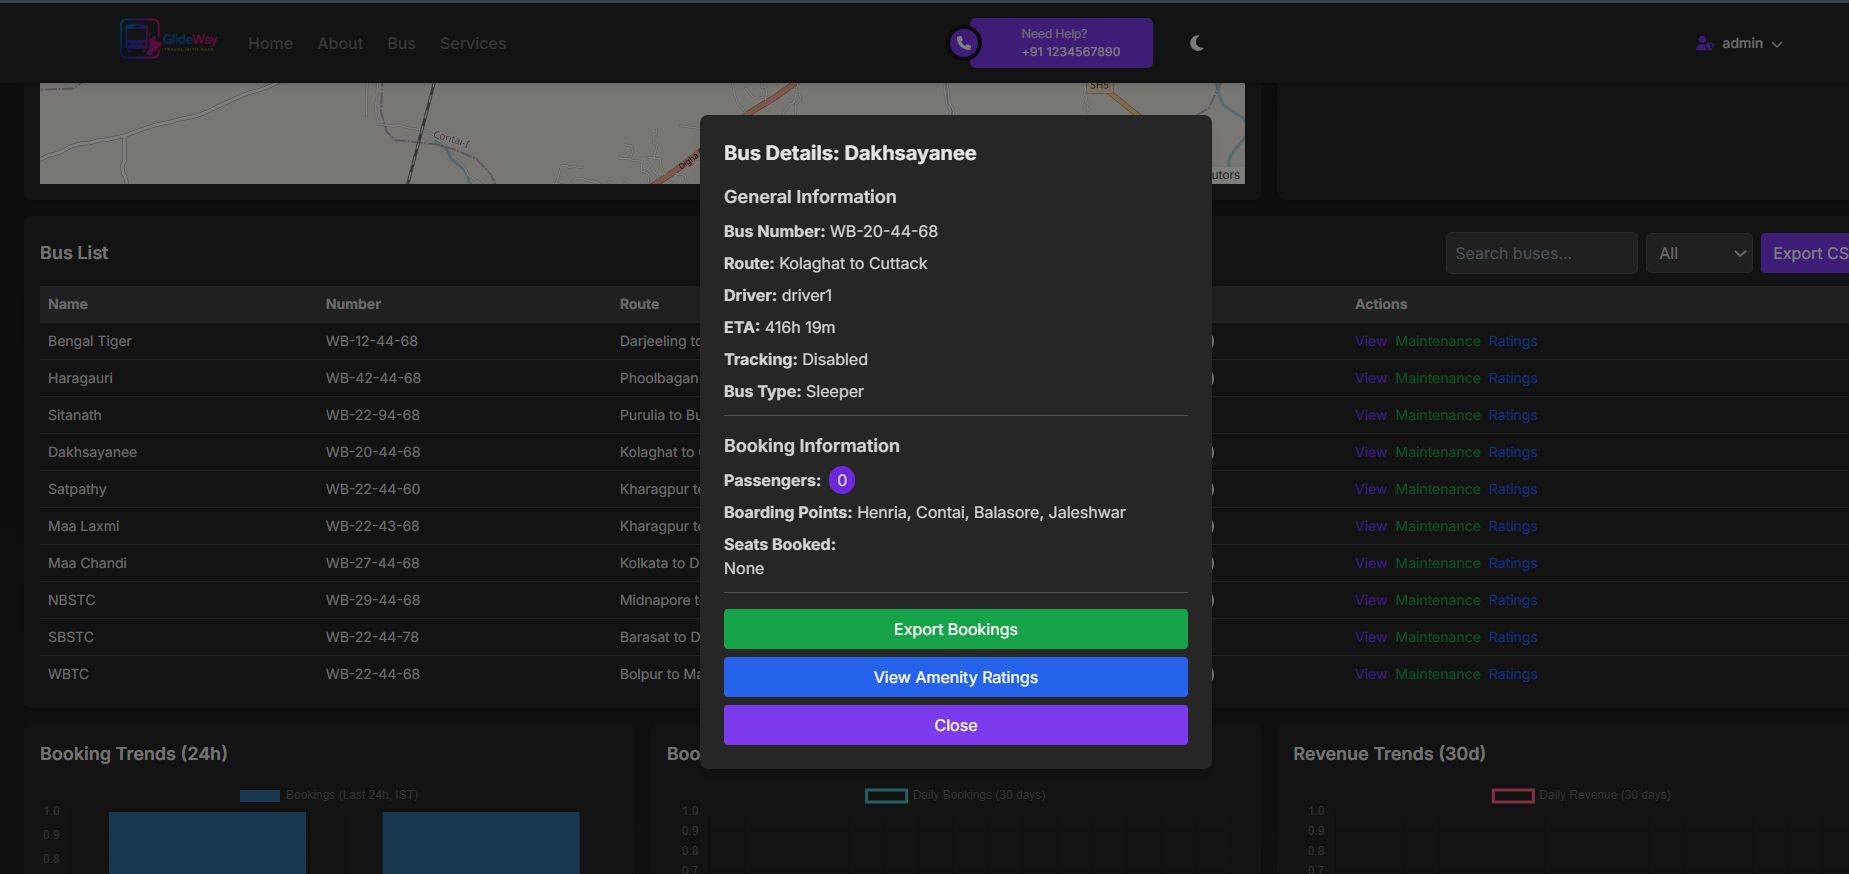 GlideWay
TRAVEL WITH EASE
Home About Bus Services
Need Help?
+91 1234567890
admin
Contai-I
Digha
SH5
utors
Bus Details: Dakhsayanee
General Information
Bus Number: WB-20-44-68
Route: Kolaghat to Cuttack
Driver: driver1
ETA: 416h 19m
Tracking: Disabled
Bus Type: Sleeper
Booking Information
Passengers: 0
Boarding Points: Henria, Contai, Balasore, Jaleshwar
Seats Booked:
None
Export Bookings
View Amenity Ratings
Close
Bus List
Search buses... All Export CS
Name Number Route Actions
Bengal Tiger WB-12-44-68 Darjeeling to ) View Maintenance Ratings
Haragauri WB-42-44-68 Phoolbagan ) View Maintenance Ratings
Sitanath WB-22-94-68 Purulia to Bu ) View Maintenance Ratings
Dakhsayanee WB-20-44-68 Kolaghat to ) View Maintenance Ratings
Satpathy WB-22-44-60 Kharagpur to ) View Maintenance Ratings
Maa Laxmi WB-22-43-68 Kharagpur to ) View Maintenance Ratings
Maa Chandi WB-27-44-68 Kolkata to D ) View Maintenance Ratings
NBSTC WB-29-44-68 Midnapore t ) View Maintenance Ratings
SBSTC WB-22-44-78 Barasat to D ) View Maintenance Ratings
WBTC WB-22-44-68 Bolpur to Ma ) View Maintenance Ratings
Booking Trends (24h)
Bookings (Last 24h, IST)
1.0
0.9
0.8
Boo
Daily Bookings (30 days)
1.0
0.9
0.8
0.7
Revenue Trends (30d)
Daily Revenue (30 days)
1.0
0.9
0.8
0.7